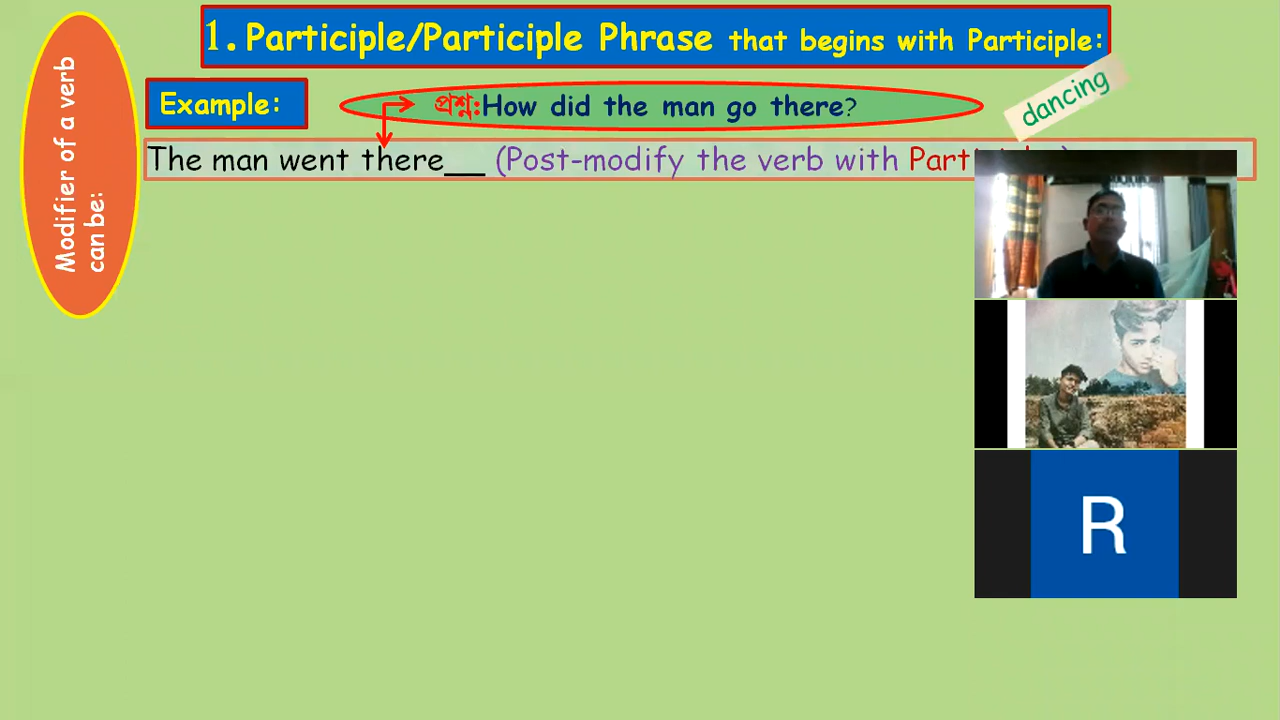 1. Participle/Participle Phrase that begins with Participle:
Modifier of a verb
can be:
Example:
প্রশ্ন:How did the man go there?
dancing
The man went there__ (Post-modify the verb with
R